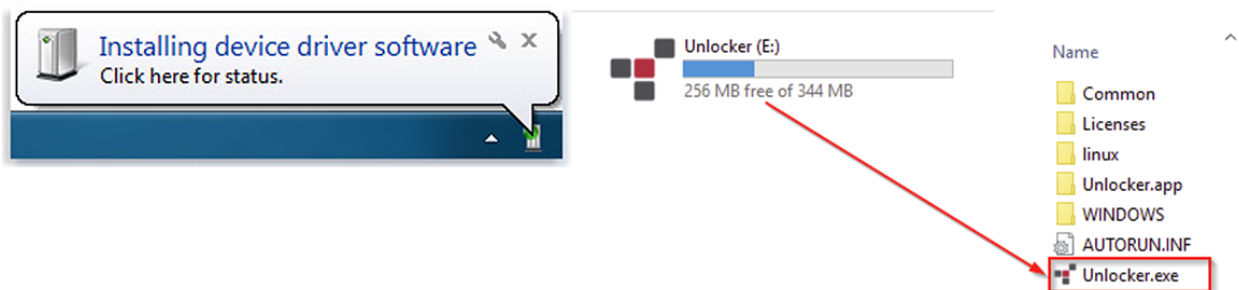 Installing device driver software
Click here for status.
Unlocker (E:)
256 MB free of 344 MB
Name
Common
Licenses
linux
Unlocker.app
WINDOWS
AUTORUN.INF
Unlocker.exe